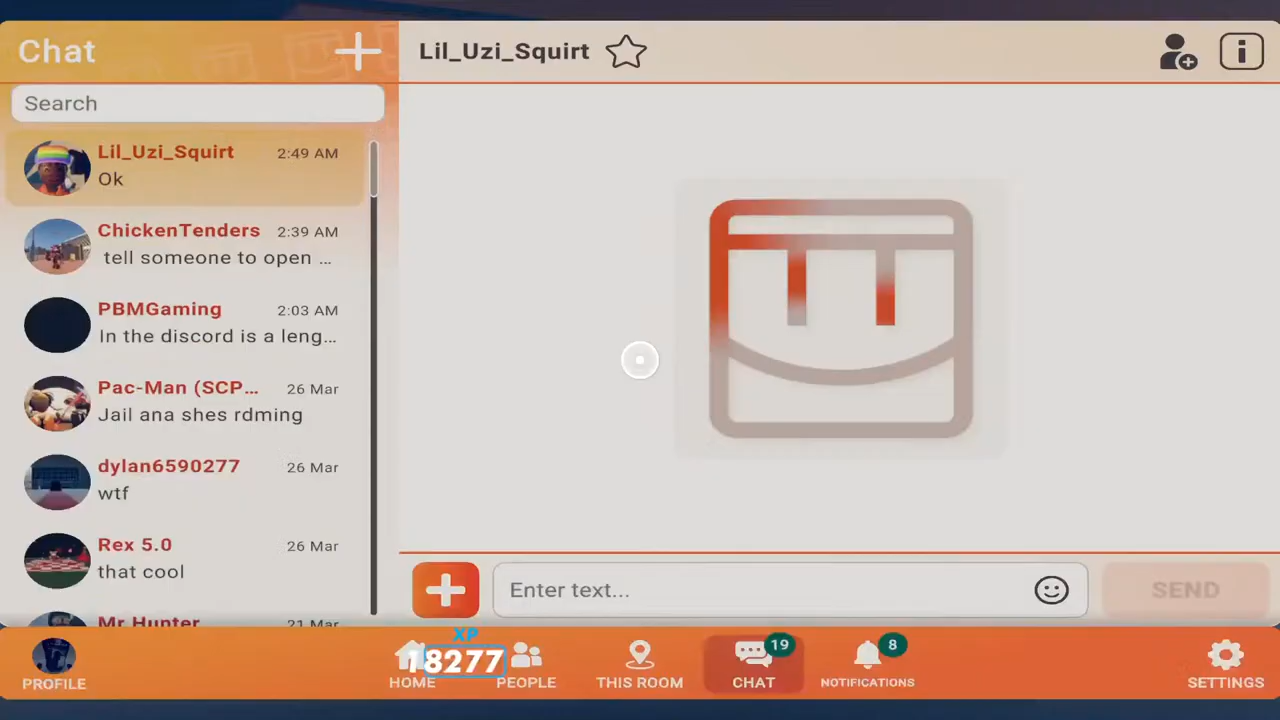 Chat
Search
Lil_Uzi_Squirt 2:49 AM
Ok
ChickenTenders 2:39 AM
tell someone to open ...
PBMGaming 2:03 AM
In the discord is a leng...
Pac-Man (SCP... 26 Mar
Jail ana shes rdming
dylan6590277 26 Mar
wtf
Rex 5.0 26 Mar
that cool
Mr Hunter 21 Mar
Lil_Uzi_Squirt
Enter text...
SEND
XP
18277
19
8
PROFILE
HOME
PEOPLE
THIS ROOM
CHAT
NOTIFICATIONS
SETTINGS